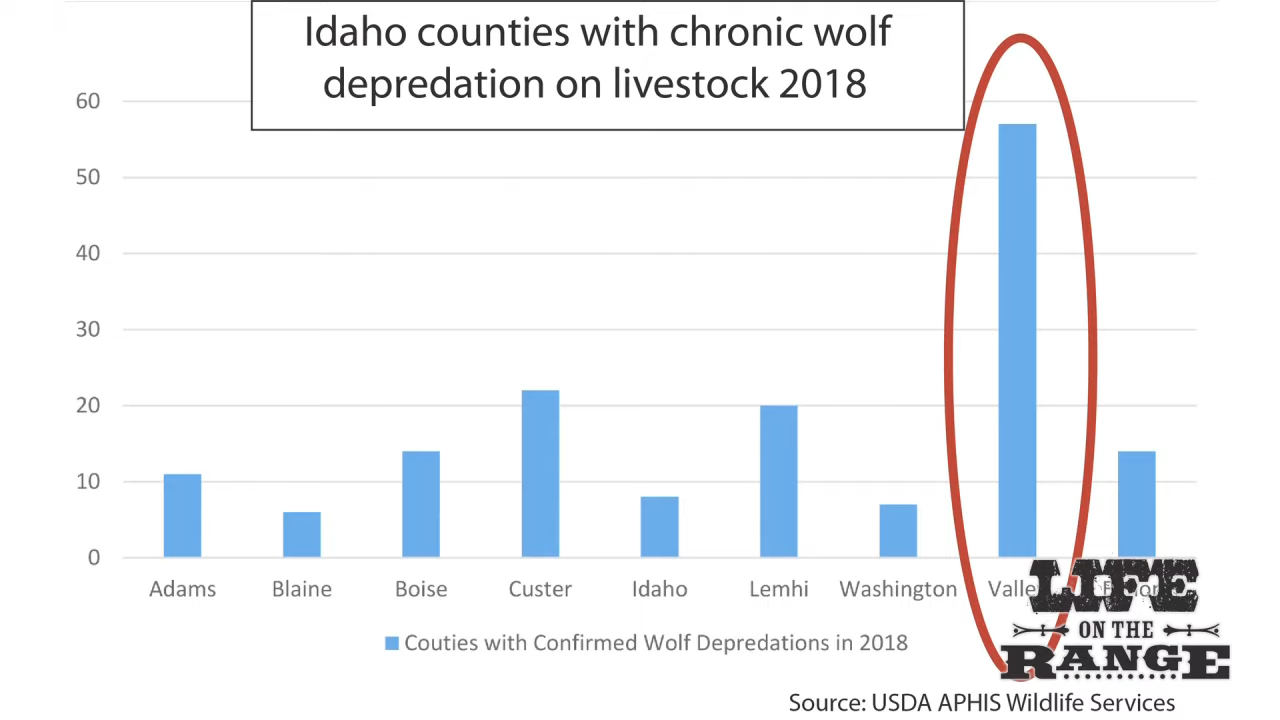 Idaho counties with chronic wolf
depredation on livestock 2018
60
50
40
30
20
10
0
Adams
Blaine
Boise
Custer
Idaho
Lemhi
Washington
LIFE
ON THE
RANGE
Couties with Confirmed Wolf Depredations in 2018
Source: USDA APHIS Wildlife Services